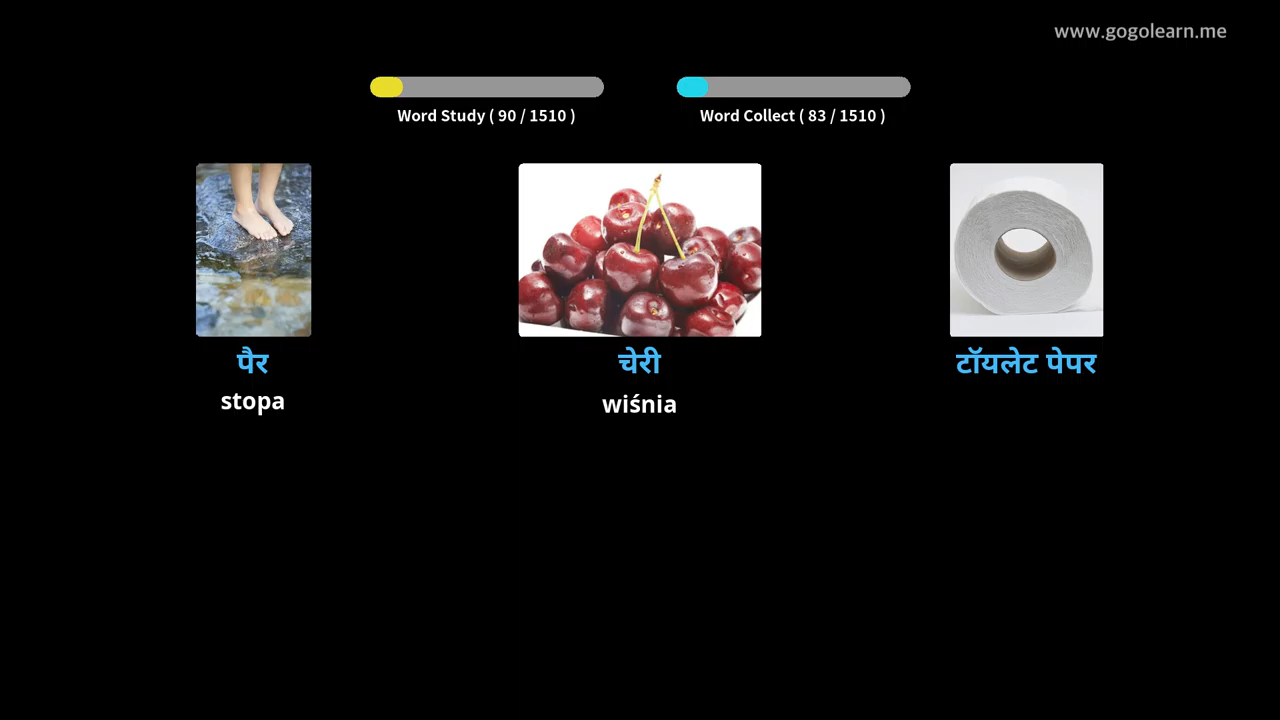 www.gogolearn.me
Word Study ( 90 / 1510 )
Word Collect ( 83 / 1510 )
पैर
चेरी
टॉयलेट पेपर
stopa
wiśnia